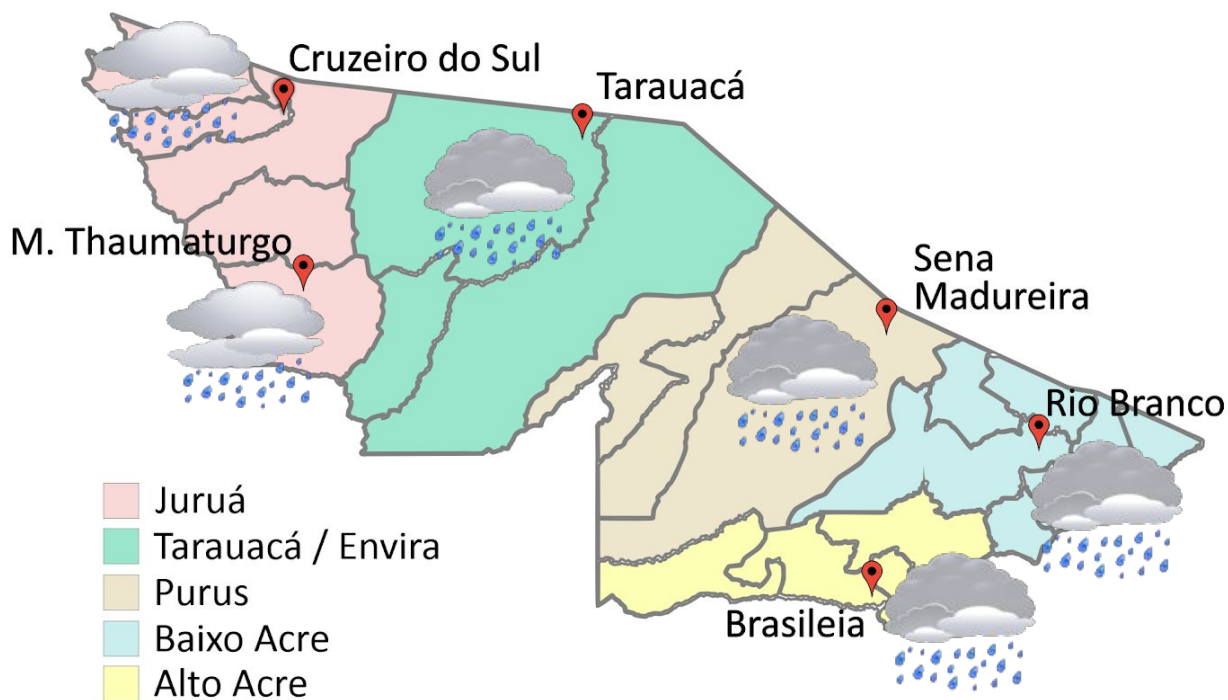 Cruzeiro do Sul
Tarauacá
M. Thaumaturgo
Sena
Madureira
Rio Branco
Brasileia
Juruá
Tarauacá / Envira
Purus
Baixo Acre
Alto Acre